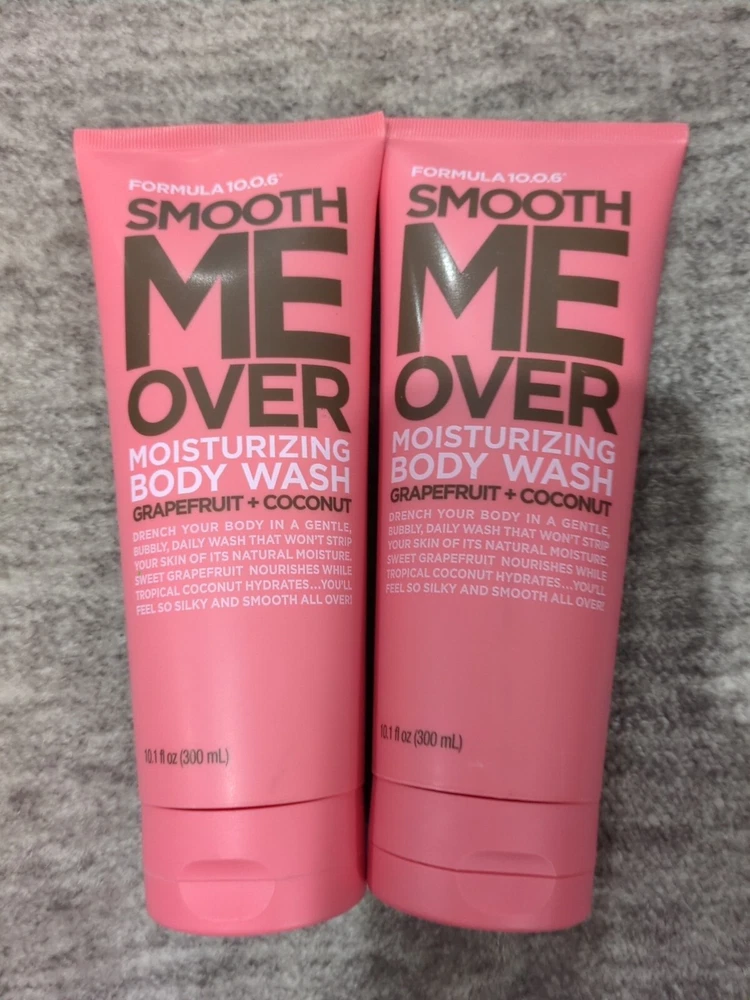 FORMULA 10.0.6
SMOOTH
ME
OVER
MOISTURIZING
BODY WASH
GRAPEFRUIT + COCONUT
DRENCH YOUR BODY IN A GENTLE,
BUBBLY, DAILY WASH THAT WON'T STRIP
YOUR SKIN OF ITS NATURAL MOISTURE.
SWEET GRAPEFRUIT NOURISHES WHILE
TROPICAL COCONUT HYDRATES...YOU'LL
FEEL SO SILKY AND SMOOTH ALL OVER!
10.1 fl oz (300 mL)
FORMULA 10.0.6
SMOOTH
ME
OVER
MOISTURIZING
BODY WASH
GRAPEFRUIT + COCONUT
DRENCH YOUR BODY IN A GENTLE,
BUBBLY, DAILY WASH THAT WON'T STRIP
YOUR SKIN OF ITS NATURAL MOISTURE.
SWEET GRAPEFRUIT NOURISHES WHILE
TROPICAL COCONUT HYDRATES...YOU'LL
FEEL SO SILKY AND SMOOTH ALL OVER!
10.1 fl oz (300 mL)